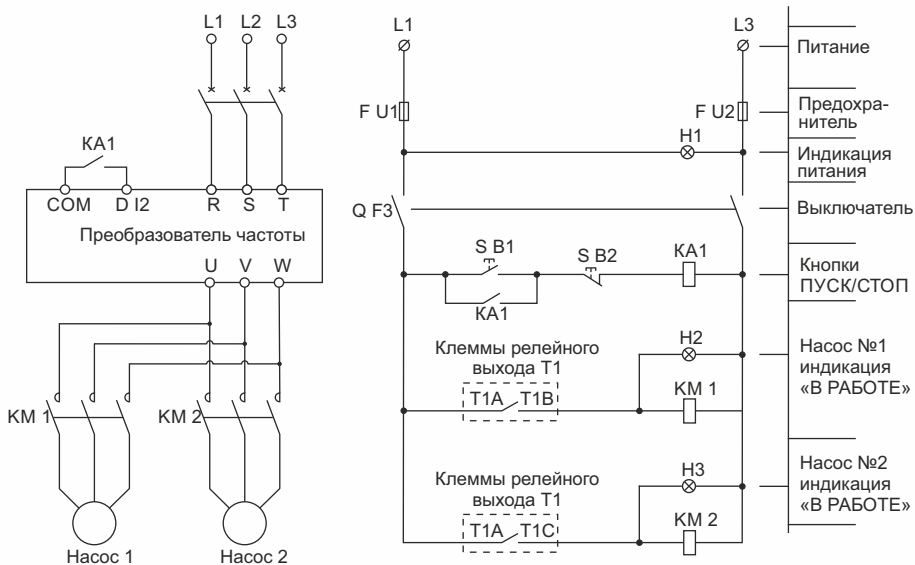 L1 L2 L3
KA1
COM D I2 R S T
Преобразователь частоты
U V W
KM 1
KM 2
Насос 1
Насос 2
L1
L3
F U1
F U2
H1
Q F3
S B1
S B2
KA1
KA1
Клеммы релейного
выхода T1
T1A T1B
H2
KM 1
Клеммы релейного
выхода T1
T1A T1C
H3
KM 2
Питание
Предохра-
нитель
Индикация
питания
Выключатель
Кнопки
ПУСК/СТОП
Насос №1
индикация
«В РАБОТЕ»
Насос №2
индикация
«В РАБОТЕ»